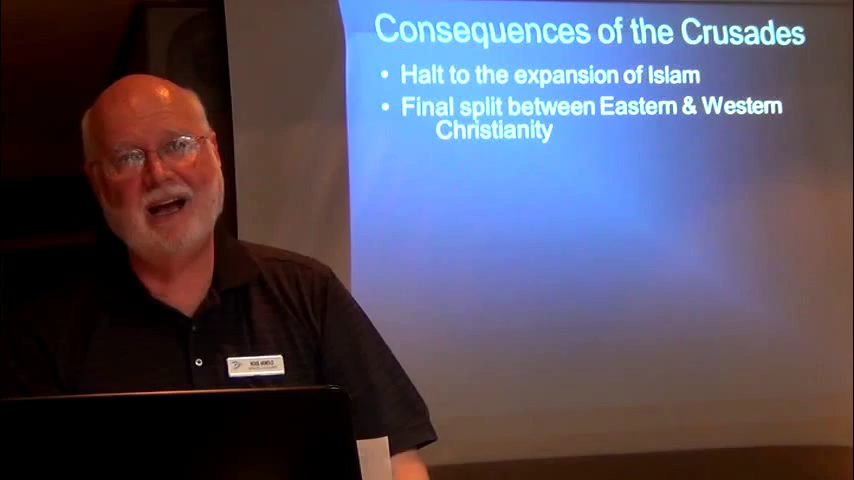 Consequences of the Crusades
• Halt to the expansion of Islam
• Final split between Eastern & Western
Christianity